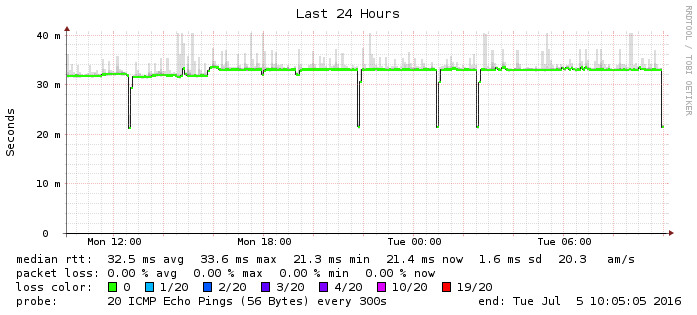 Last 24 Hours
RRDTOOL / TOBI OETIKER
Seconds
40 m
30 m
20 m
10 m
0
Mon 12:00 Mon 18:00 Tue 00:00 Tue 06:00
median rtt: 32.5 ms avg 33.6 ms max 21.3 ms min 21.4 ms now 1.6 ms sd 20.3 am/s
packet loss: 0.00 % avg 0.00 % max 0.00 % min 0.00 % now
loss color: 0 1/20 2/20 3/20 4/20 10/20 19/20
probe: 20 ICMP Echo Pings (56 Bytes) every 300s end: Tue Jul 5 10:05:05 2016